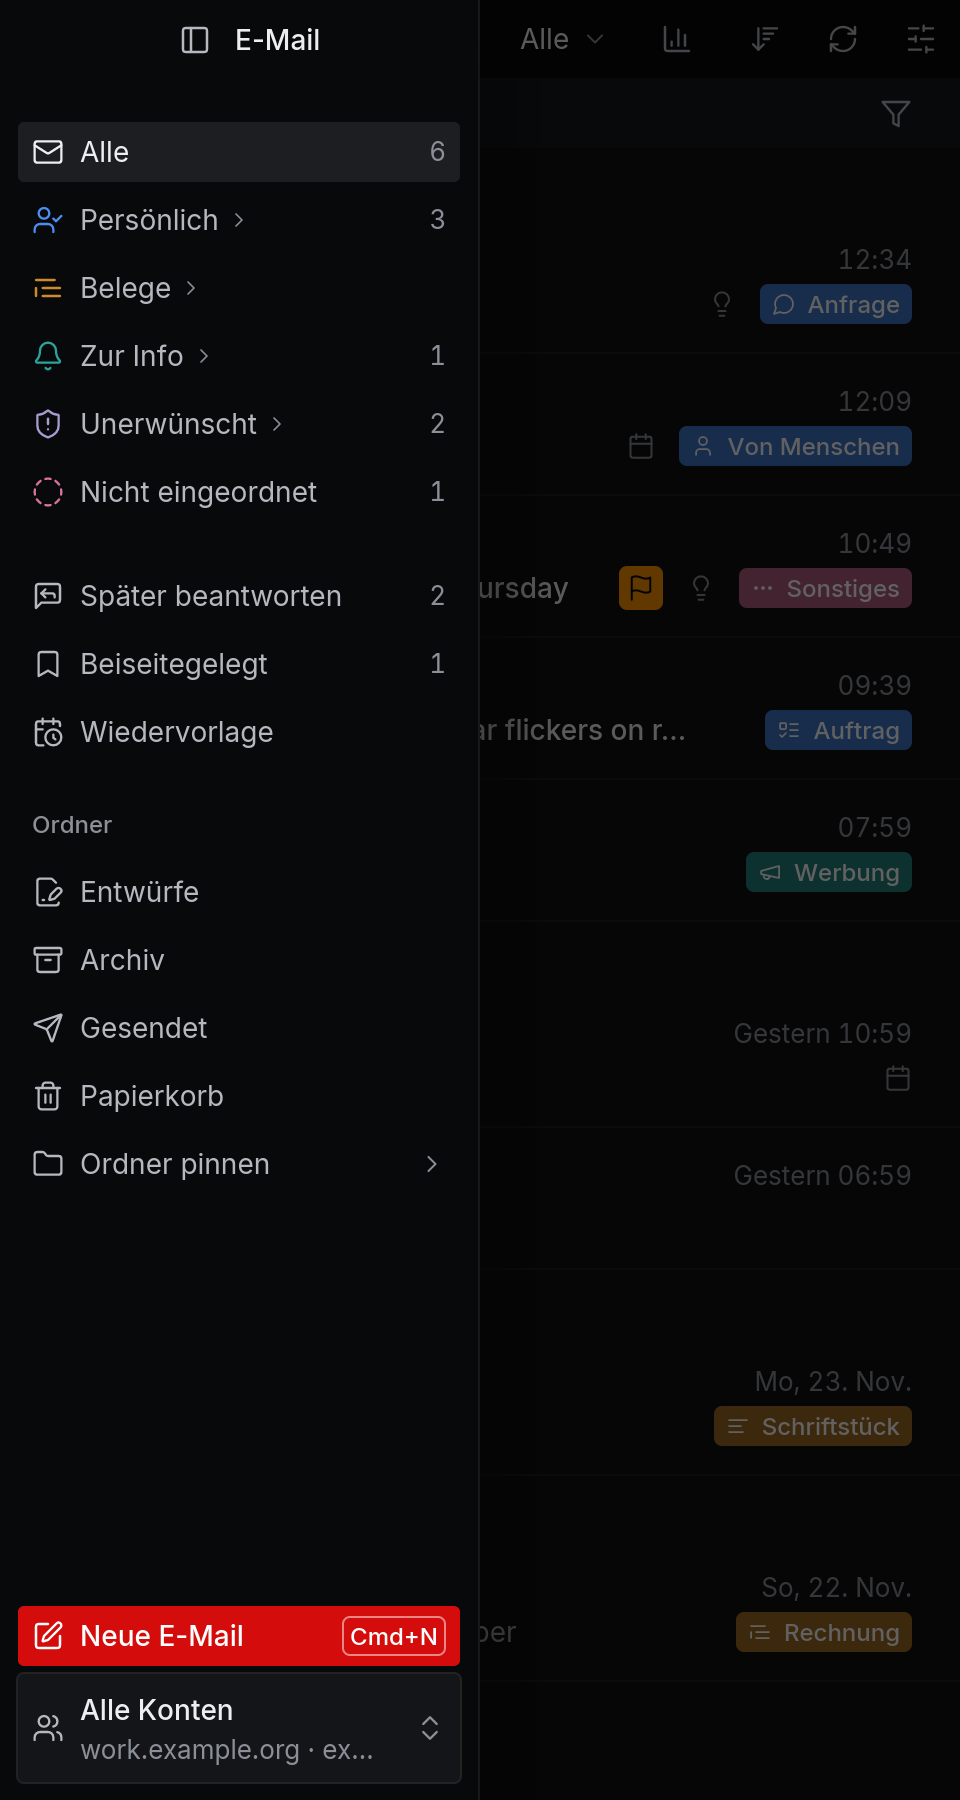 E-Mail
Alle
Alle 6
Persönlich 3
Belege
Zur Info 1
Unerwünscht 2
Nicht eingeordnet 1
Später beantworten 2
Beiseitegelegt 1
Wiedervorlage
Ordner
Entwürfe
Archiv
Gesendet
Papierkorb
Ordner pinnen
Neue E-Mail Cmd+N
Alle Konten
work.example.org · ex...
12:34
Anfrage
12:09
Von Menschen
10:49
ursday Sonstiges
09:39
ar flickers on r... Auftrag
07:59
Werbung
Gestern 10:59
Gestern 06:59
Mo, 23. Nov.
Schriftstück
So, 22. Nov.
ber Rechnung